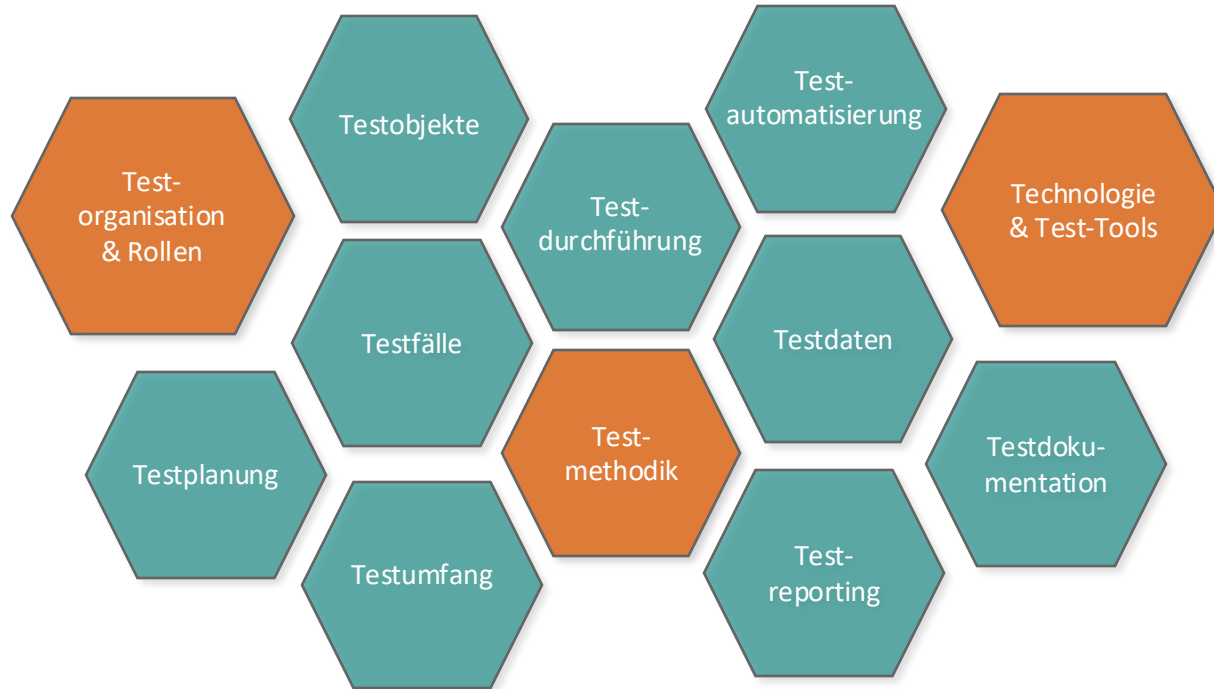 Testobjekte
Test-
automatisierung
Test-
organisation
& Rollen
Test-
durchführung
Technologie
& Test-Tools
Testfälle
Testdaten
Testplanung
Test-
methodik
Testdoku-
mentation
Testumfang
Test-
reporting